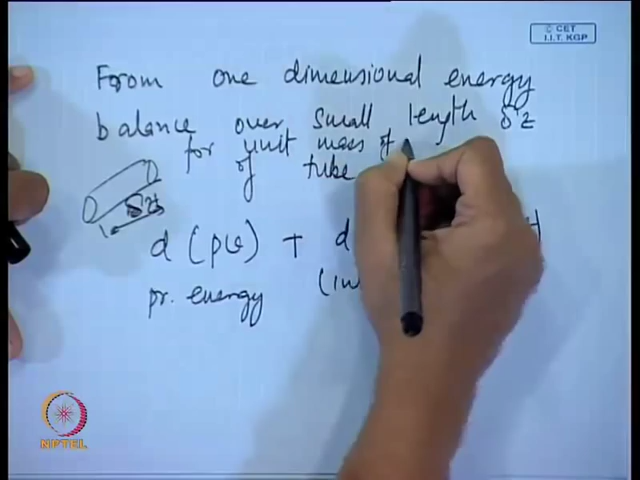 © CET
I.I.T. KGP
From one dimensional energy
balance over small length δz
for unit mass of
of tube
δz
d (pv) + d
pr. energy
NPTEL